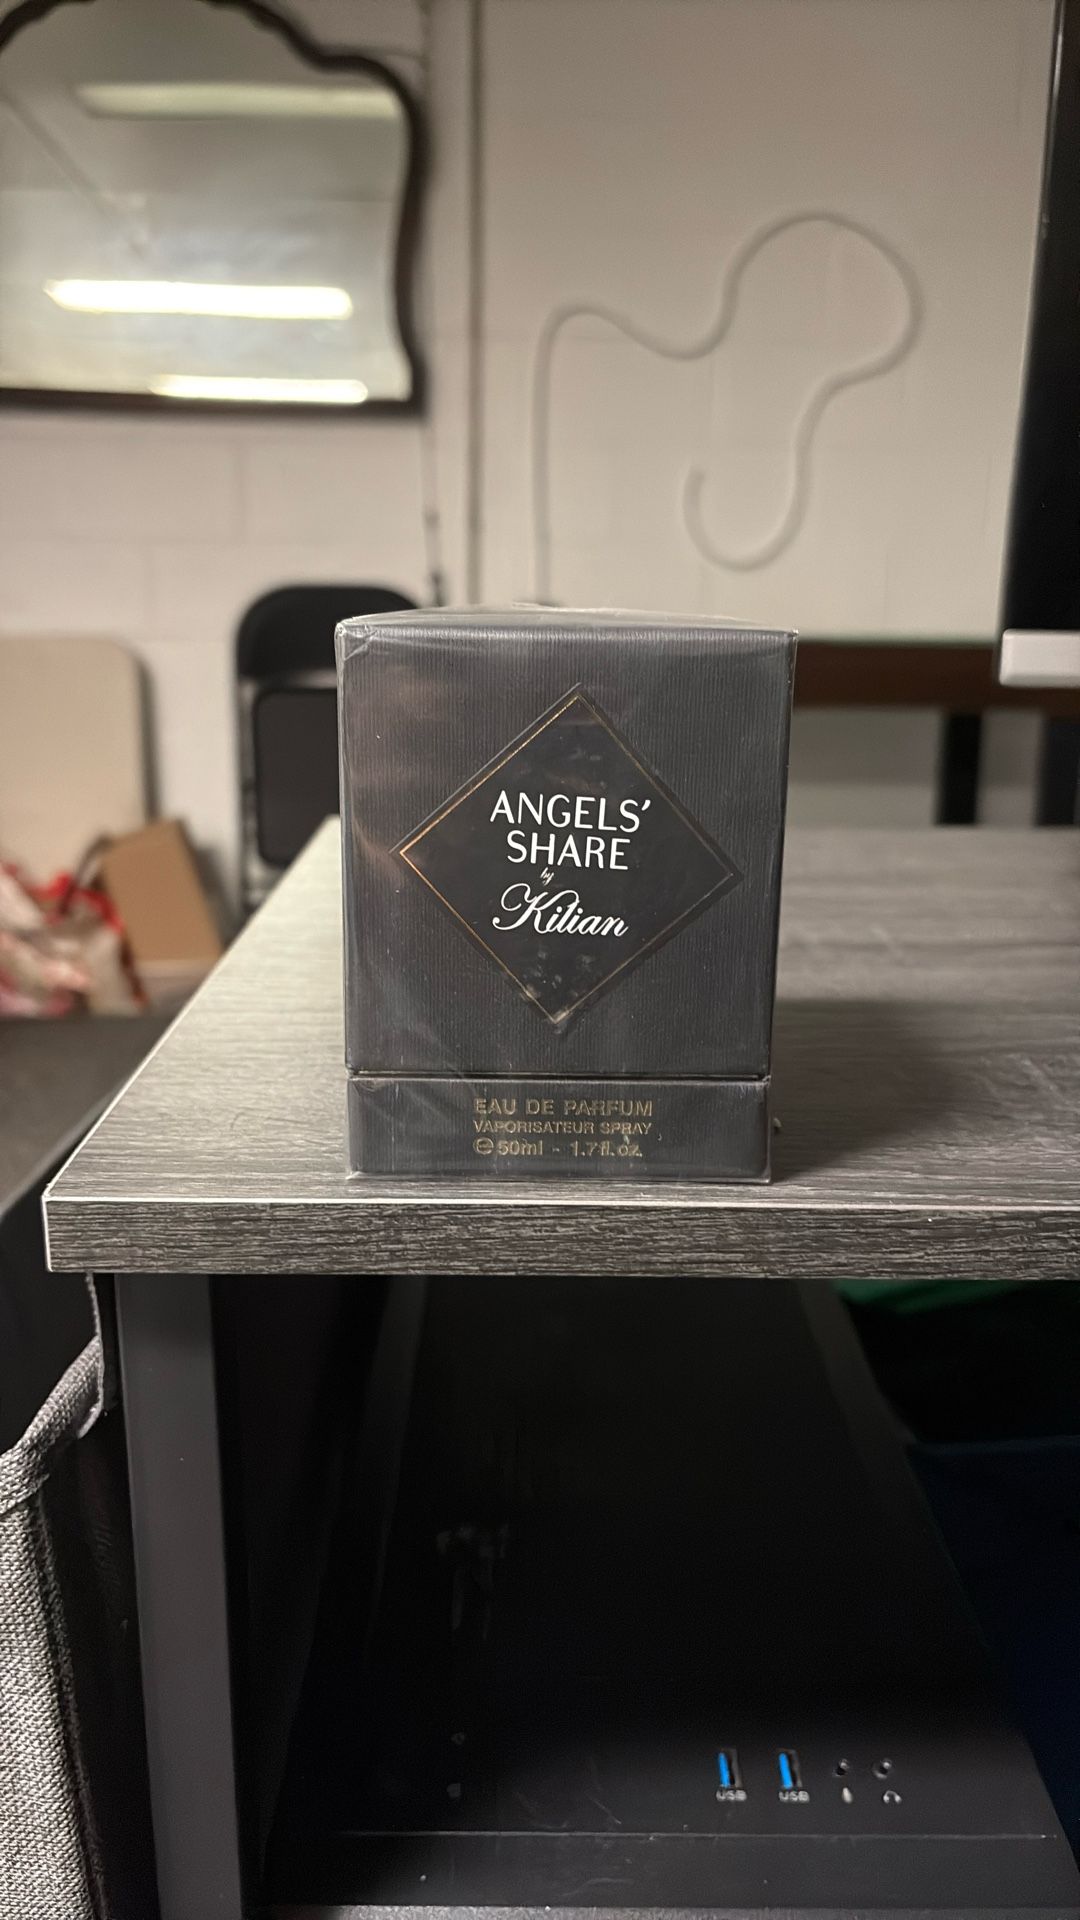 ANGELS'
SHARE
by
Kilian
EAU DE PARFUM
VAPORISATEUR SPRAY
℮ 50ml - 1.7 fl. oz.
USB
USB